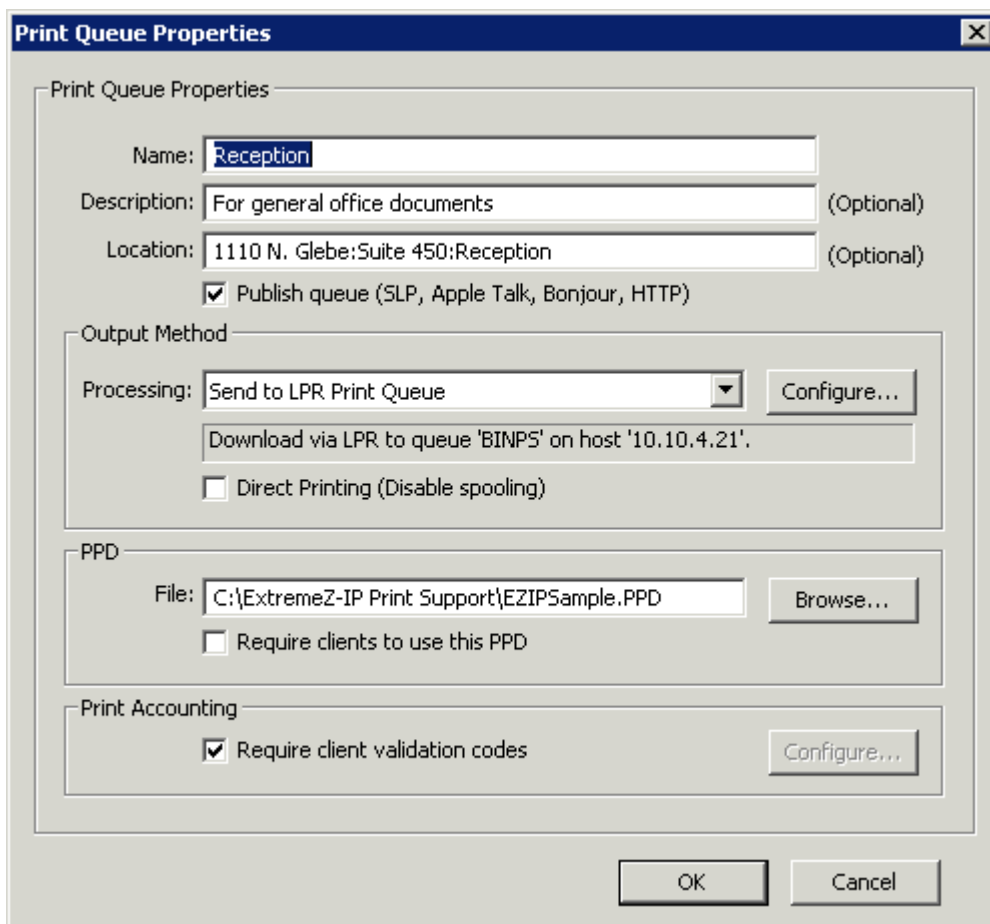 Print Queue Properties
Print Queue Properties
Name: Reception
Description: For general office documents (Optional)
Location: 1110 N. Glebe:Suite 450:Reception (Optional)
Publish queue (SLP, Apple Talk, Bonjour, HTTP)
Output Method
Processing: Send to LPR Print Queue Configure...
Download via LPR to queue 'BINPS' on host '10.10.4.21'.
Direct Printing (Disable spooling)
PPD
File: C:\ExtremeZ-IP Print Support\EZIPSample.PPD Browse...
Require clients to use this PPD
Print Accounting
Require client validation codes Configure...
OK Cancel